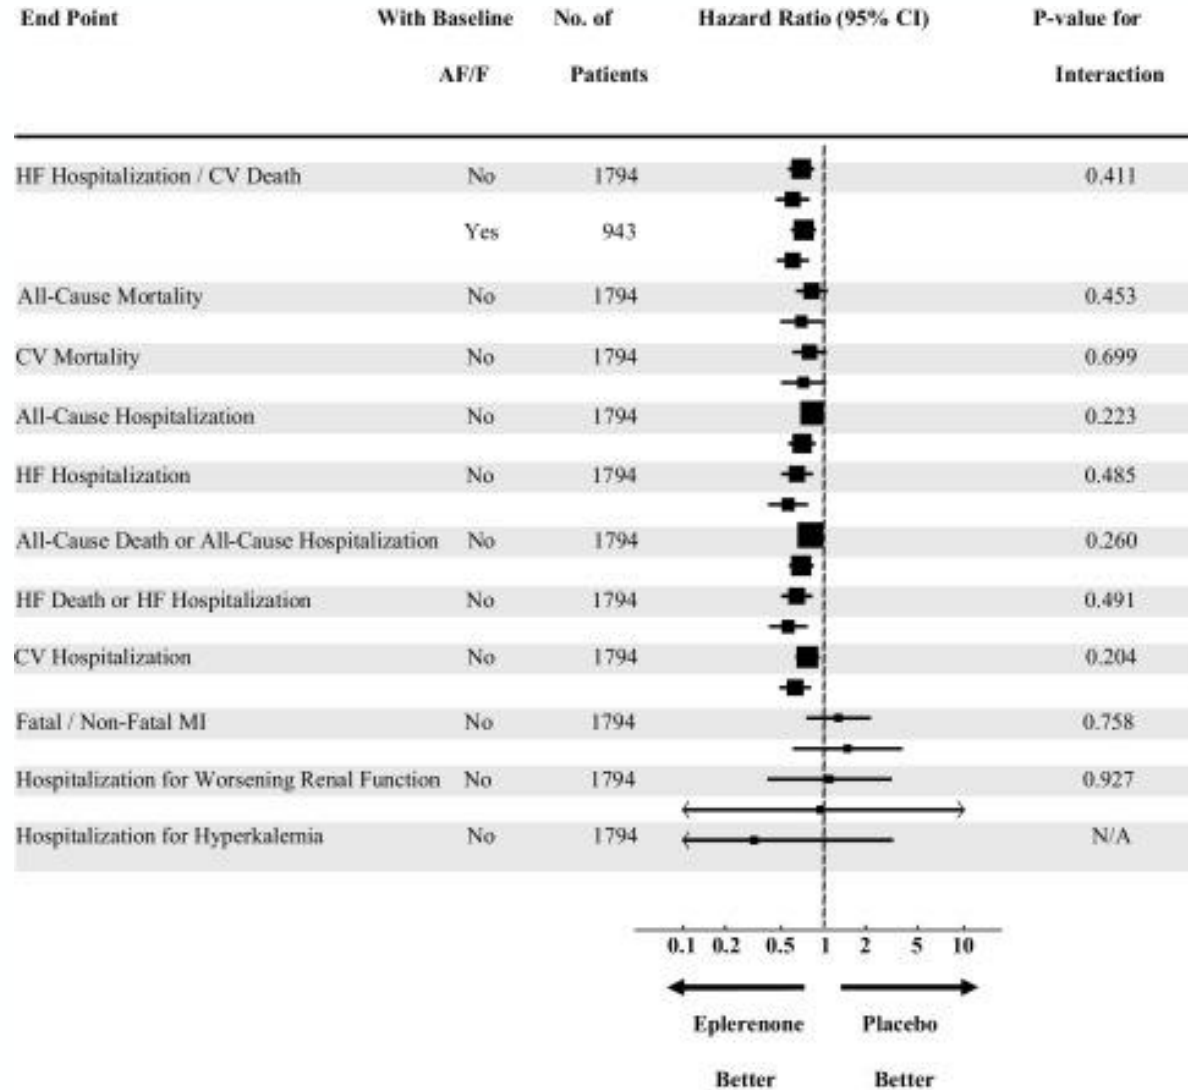 End Point With Baseline No. of Hazard Ratio (95% CI) P-value for
AF/F Patients Interaction
HF Hospitalization / CV Death No 1794 0.411
Yes 943
All-Cause Mortality No 1794 0.453
CV Mortality No 1794 0.699
All-Cause Hospitalization No 1794 0.223
HF Hospitalization No 1794 0.485
All-Cause Death or All-Cause Hospitalization No 1794 0.260
HF Death or HF Hospitalization No 1794 0.491
CV Hospitalization No 1794 0.204
Fatal / Non-Fatal MI No 1794 0.758
Hospitalization for Worsening Renal Function No 1794 0.927
Hospitalization for Hyperkalemia No 1794 N/A
0.1 0.2 0.5 1 2 5 10
Eplerenone Placebo
Better Better